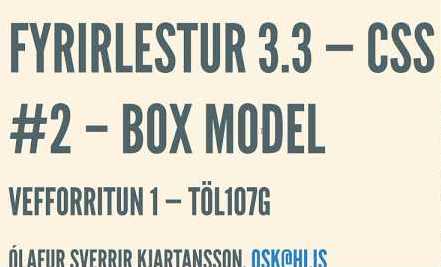 FYRIRLESTUR 3.3 – CSS
#2 – BOX MODEL
VEFFORRITUN 1 – TÖL107G
ÓLAFUR SVERRIR KJARTANSSON, OSK@HI.IS